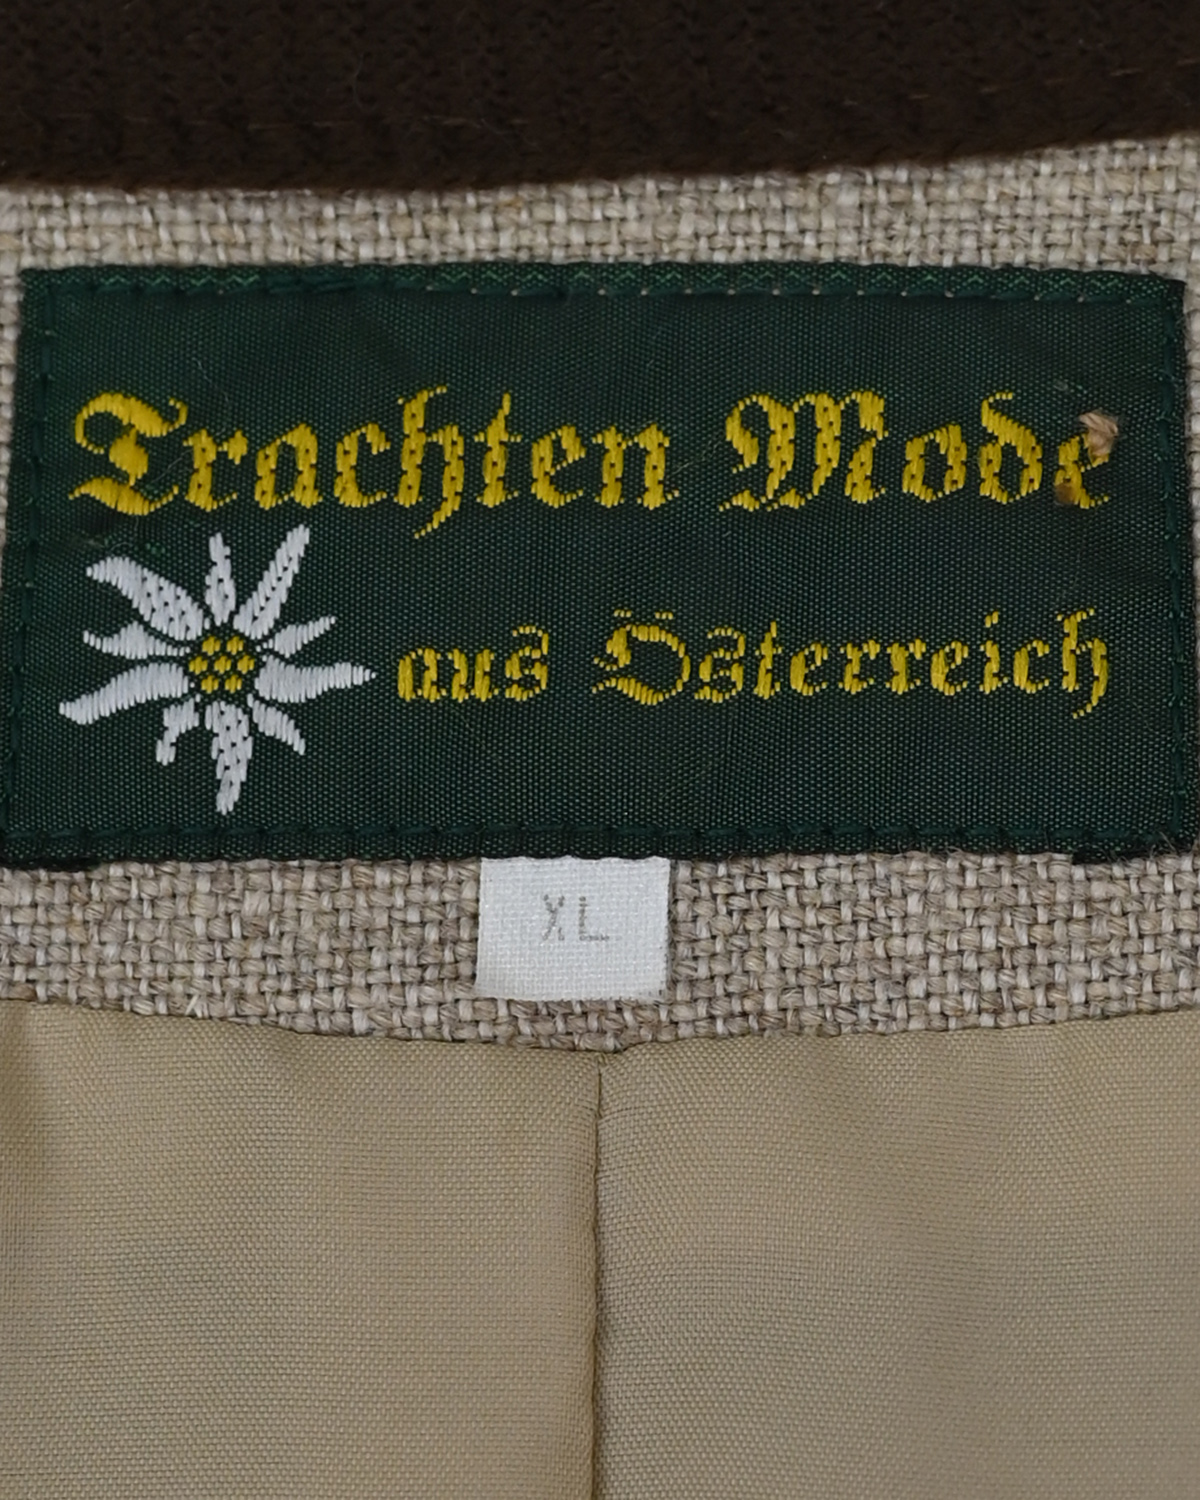 Trachten Mode
aus Österreich
XL